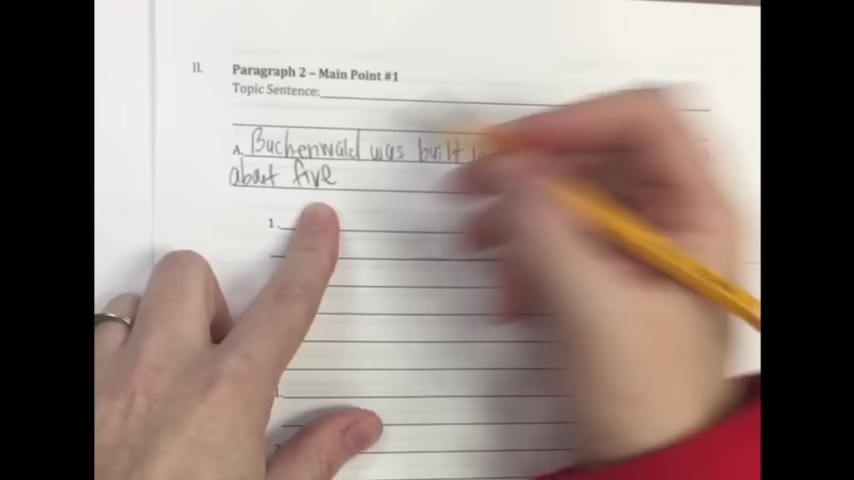 II. Paragraph 2 – Main Point #1
Topic Sentence:
A. Buchenwald was built
about five
1.